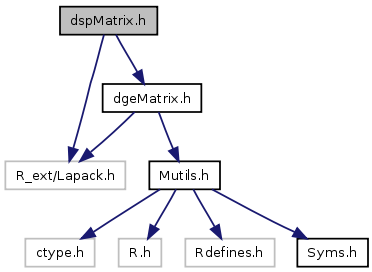 dspMatrix.h
dgeMatrix.h
R_ext/Lapack.h
Mutils.h
ctype.h
R.h
Rdefines.h
Syms.h